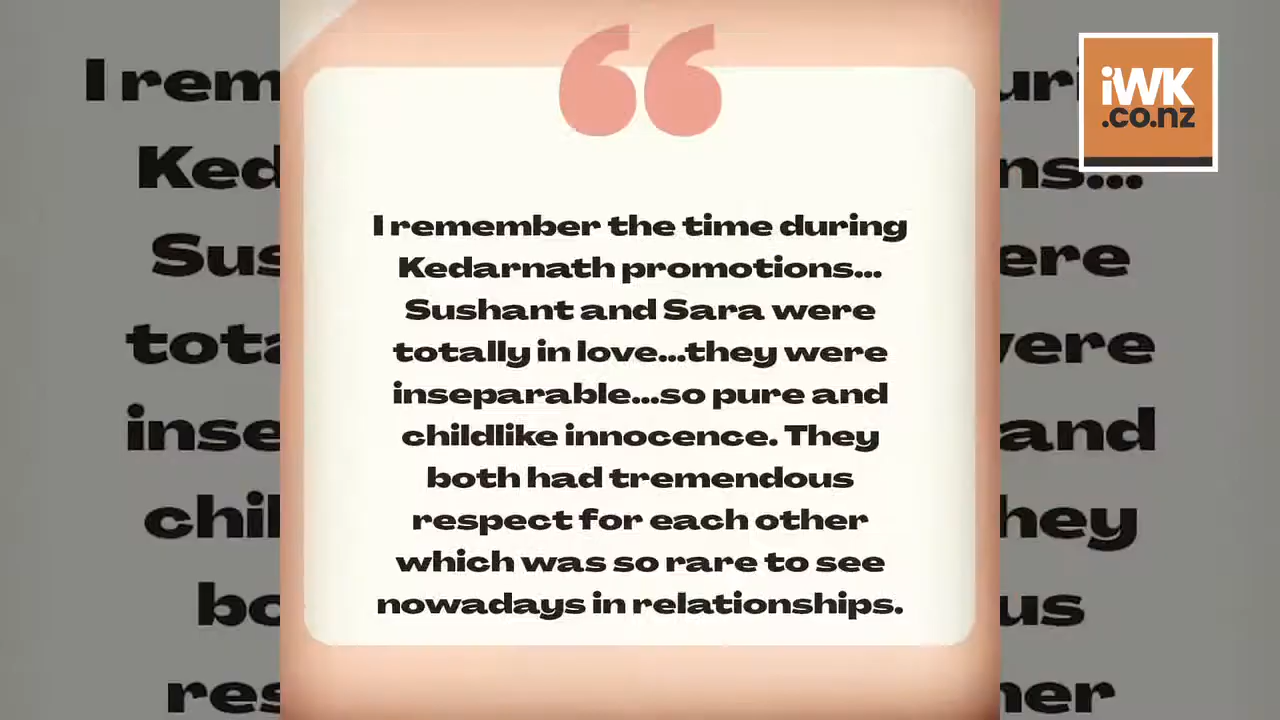 iWK
.co.nz
I remember the time during
Kedarnath promotions...
Sushant and Sara were
totally in love...they were
inseparable...so pure and
childlike innocence. They
both had tremendous
respect for each other
which was so rare to see
nowadays in relationships.